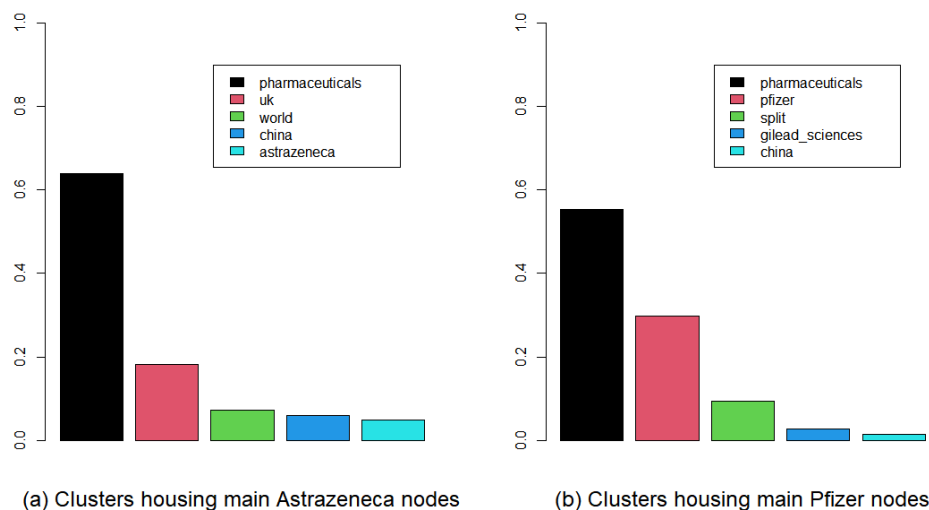 1.0
0.8
0.6
0.4
0.2
0.0
pharmaceuticals
uk
world
china
astrazeneca
(a) Clusters housing main Astrazeneca nodes
1.0
0.8
0.6
0.4
0.2
0.0
pharmaceuticals
pfizer
split
gilead_sciences
china
(b) Clusters housing main Pfizer nodes